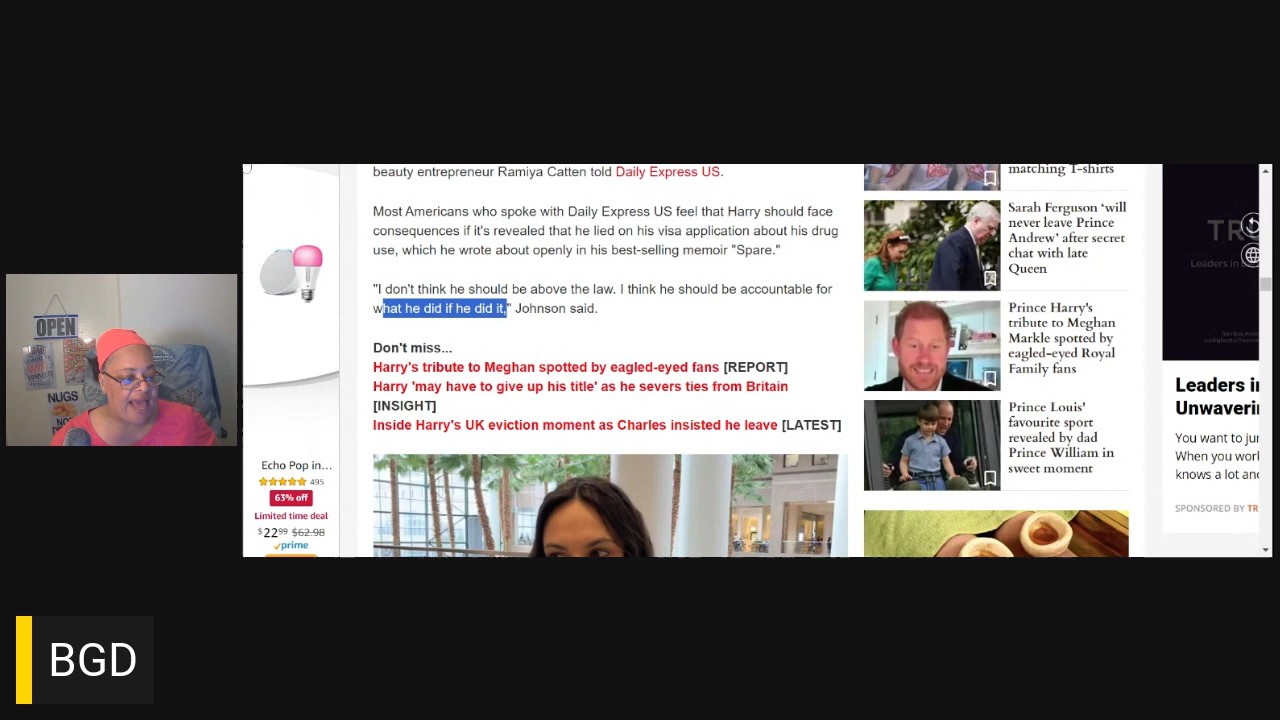 beauty entrepreneur Ramiya Catten told Daily Express US.
Most Americans who spoke with Daily Express US feel that Harry should face
consequences if it's revealed that he lied on his visa application about his drug
use, which he wrote about openly in his best-selling memoir "Spare."
"I don't think he should be above the law. I think he should be accountable for
what he did if he did it," Johnson said.
Don't miss...
Harry's tribute to Meghan spotted by eagled-eyed fans [REPORT]
Harry 'may have to give up his title' as he severs ties from Britain
[INSIGHT]
Inside Harry's UK eviction moment as Charles insisted he leave [LATEST]
matching T-shirts
Sarah Ferguson ‘will
never leave Prince
Andrew’ after secret
chat with late
Queen
Prince Harry's
tribute to Meghan
Markle spotted by
eagled-eyed Royal
Family fans
Prince Louis'
favourite sport
revealed by dad
Prince William in
sweet moment
TR
Leaders in
Leaders i
Unwaveri
You want to ju
When you worl
knows a lot an
SPONSORED BY TR
Echo Pop in...
495
63% off
Limited time deal
$22.99 $62.98
prime
OPEN
NUGS
BGD